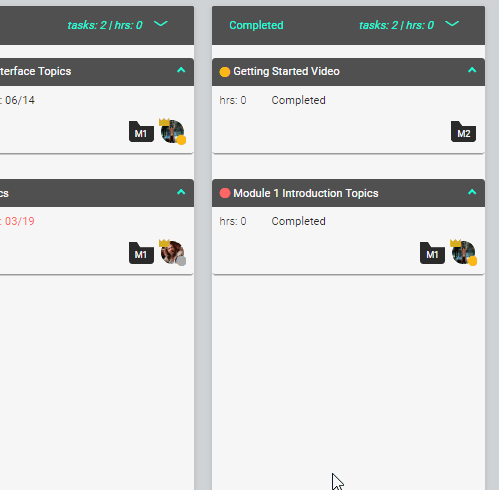 tasks: 2 | hrs: 0
terface Topics
: 06/14
M1
cs
: 03/19
M1
Completed
tasks: 2 | hrs: 0
Getting Started Video
hrs: 0 Completed
M2
Module 1 Introduction Topics
hrs: 0 Completed
M1